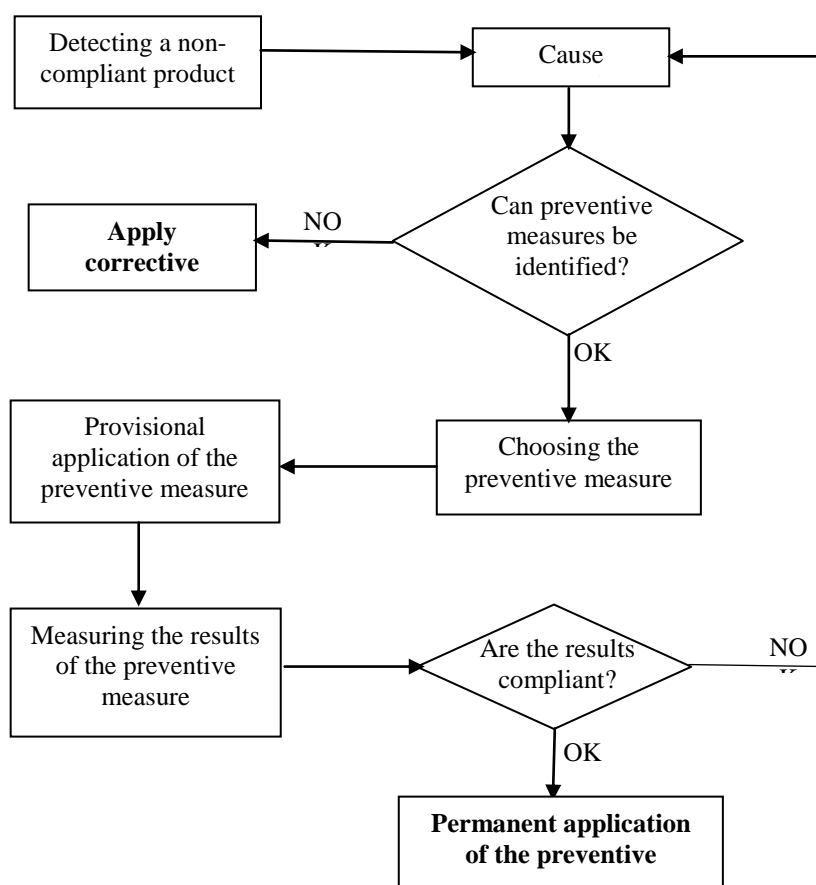 Detecting a non-
compliant product
Cause
Can preventive
measures be
identified?
NO
Apply
corrective
OK
Provisional
application of the
preventive measure
Choosing the
preventive measure
Measuring the results
of the preventive
measure
Are the results
compliant?
NO
OK
Permanent application
of the preventive